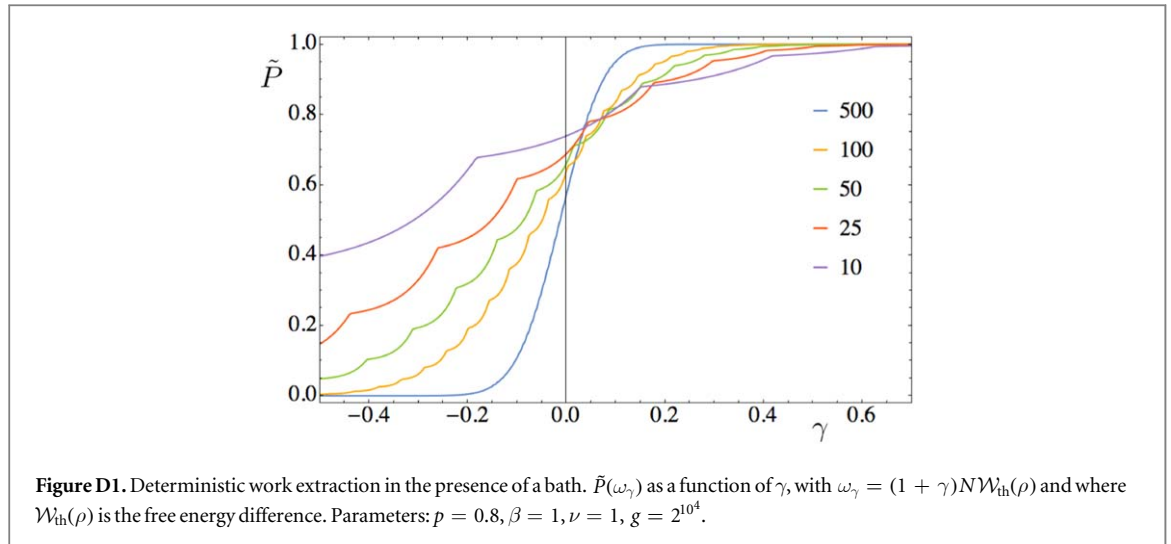 1.0
P̃
0.8
500
100
0.6
50
25
0.4
10
0.2
0.0
−0.4 −0.2 0.0 0.2 0.4 0.6
γ
Figure D1. Deterministic work extraction in the presence of a bath. P̃(ω_γ) as a function of γ, with ω_γ = (1 + γ)N𝒲_th(ρ) and where
𝒲_th(ρ) is the free energy difference. Parameters: p = 0.8, β = 1, ν = 1, g = 2^{10^4}.